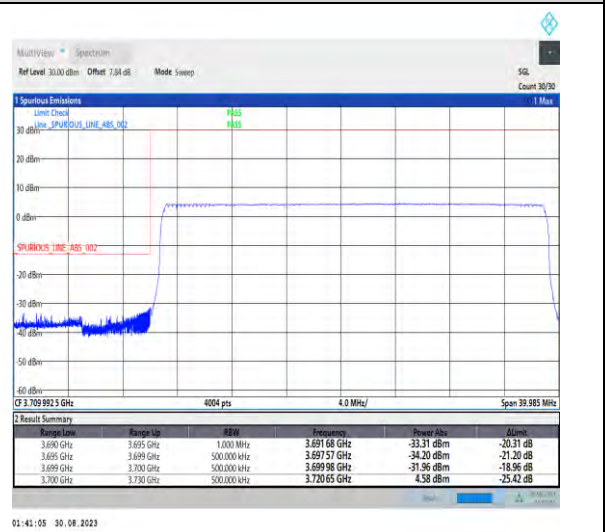 MultiView Spectrum
Ref Level 30.00 dBm Offset 7.84 dB Mode Sweep SGL
Count 30/30
1 Spurious Emissions 1 Max
Limit Check PASS
Line _SPURIOUS_LINE_ABS_002 PASS
30 dBm
20 dBm
10 dBm
0 dBm
_SPURIOUS_LINE_ABS_002
-20 dBm
-30 dBm
-40 dBm
-50 dBm
-60 dBm
CF 3.709 992 5 GHz 4004 pts 4.0 MHz/ Span 39.985 MHz
2 Result Summary
Range Low Range Up RBW Frequency Power Abs ΔLimit
3.690 GHz 3.695 GHz 1.000 MHz 3.691 68 GHz -33.31 dBm -20.31 dB
3.695 GHz 3.699 GHz 500.000 kHz 3.697 57 GHz -34.20 dBm -21.20 dB
3.699 GHz 3.700 GHz 500.000 kHz 3.699 98 GHz -31.96 dBm -18.96 dB
3.700 GHz 3.730 GHz 500.000 kHz 3.720 65 GHz 4.58 dBm -25.42 dB
01:41:05 30.08.2023